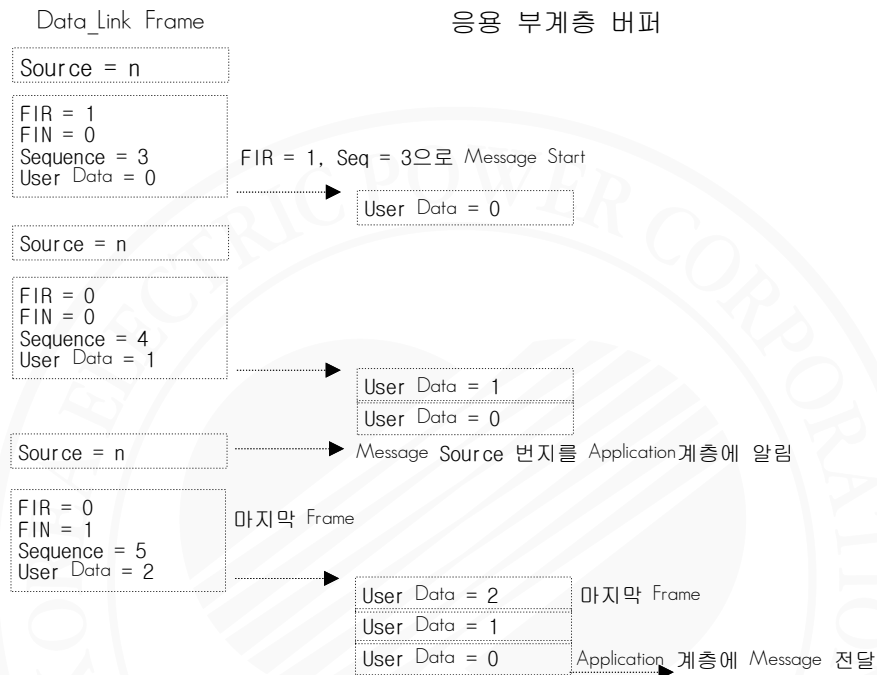 Data_Link Frame
응용 부계층 버퍼
Source = n
FIR = 1
FIN = 0
Sequence = 3
User Data = 0
FIR = 1, Seq = 3으로 Message Start
User Data = 0
Source = n
FIR = 0
FIN = 0
Sequence = 4
User Data = 1
User Data = 1
User Data = 0
Source = n
Message Source 번지를 Application계층에 알림
FIR = 0
FIN = 1
Sequence = 5
User Data = 2
마지막 Frame
User Data = 2
마지막 Frame
User Data = 1
User Data = 0
Application 계층에 Message 전달
ELECTRIC POWER CORPORATIO